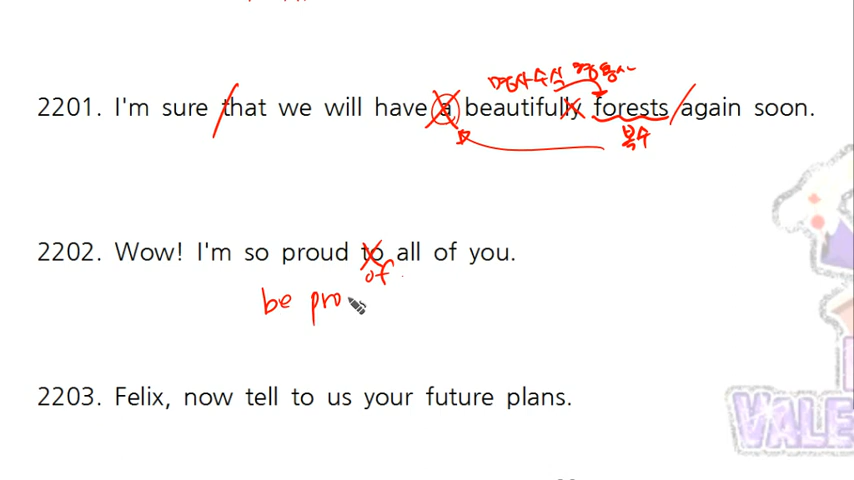 명사수식 형용사
2201. I'm sure that we will have a beautifully forests again soon.
복수
2202. Wow! I'm so proud to all of you.
of
be pro
2203. Felix, now tell to us your future plans.
VALE